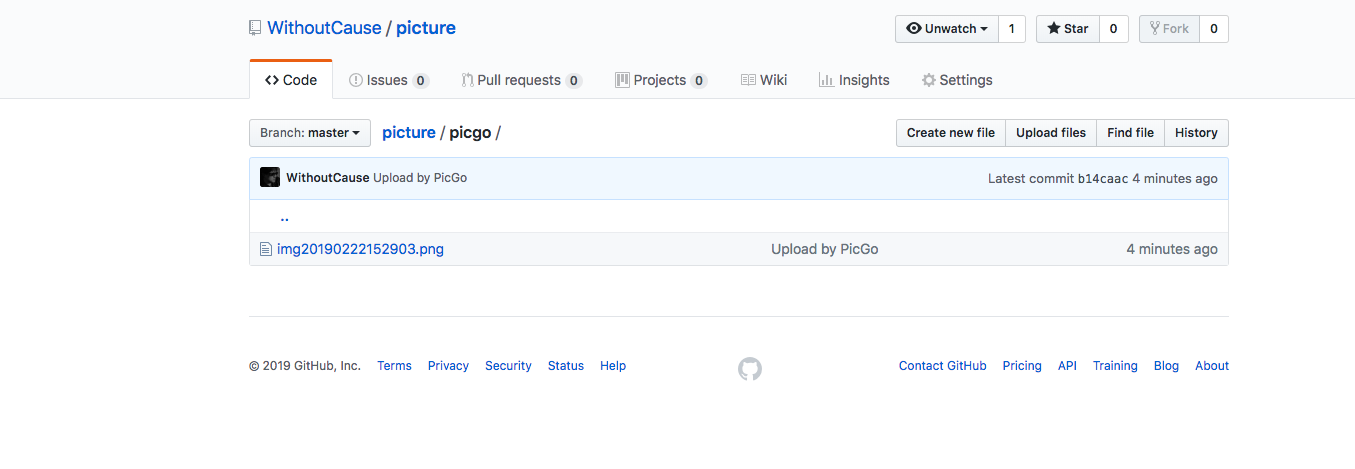 WithoutCause / picture
Unwatch 1 Star 0 Fork 0
Code Issues 0 Pull requests 0 Projects 0 Wiki Insights Settings
Branch: master picture / picgo / Create new file Upload files Find file History
WithoutCause Upload by PicGo Latest commit b14caac 4 minutes ago
..
img20190222152903.png Upload by PicGo 4 minutes ago
© 2019 GitHub, Inc. Terms Privacy Security Status Help Contact GitHub Pricing API Training Blog About